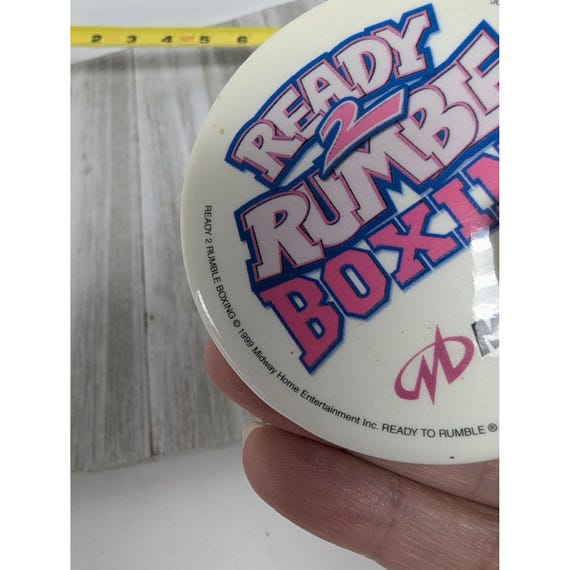 2 3 4 5 6
READY
2
RUMBLE
BOXIN
READY 2 RUMBLE BOXING © 1999 Midway Home Entertainment Inc. READY TO RUMBLE ®